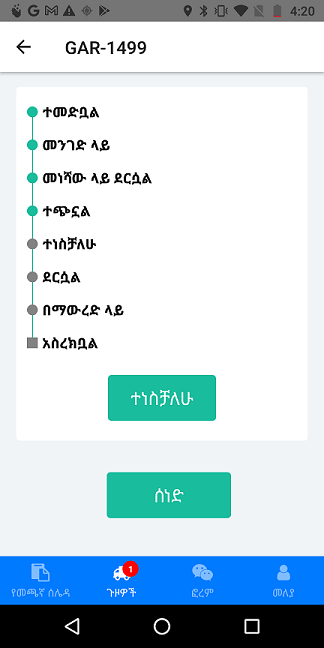 4:20
GAR-1499
ተመድቧል
መንገድ ላይ
መነሻው ላይ ደርሷል
ተጭኗል
ተነስቻለሁ
ደርሷል
በማውረድ ላይ
አስረክቧል
ተነስቻለሁ
ሰነድ
1
የመጫኛ ሰሌዳ
ጉዞዎች
ፎረም
መለያ